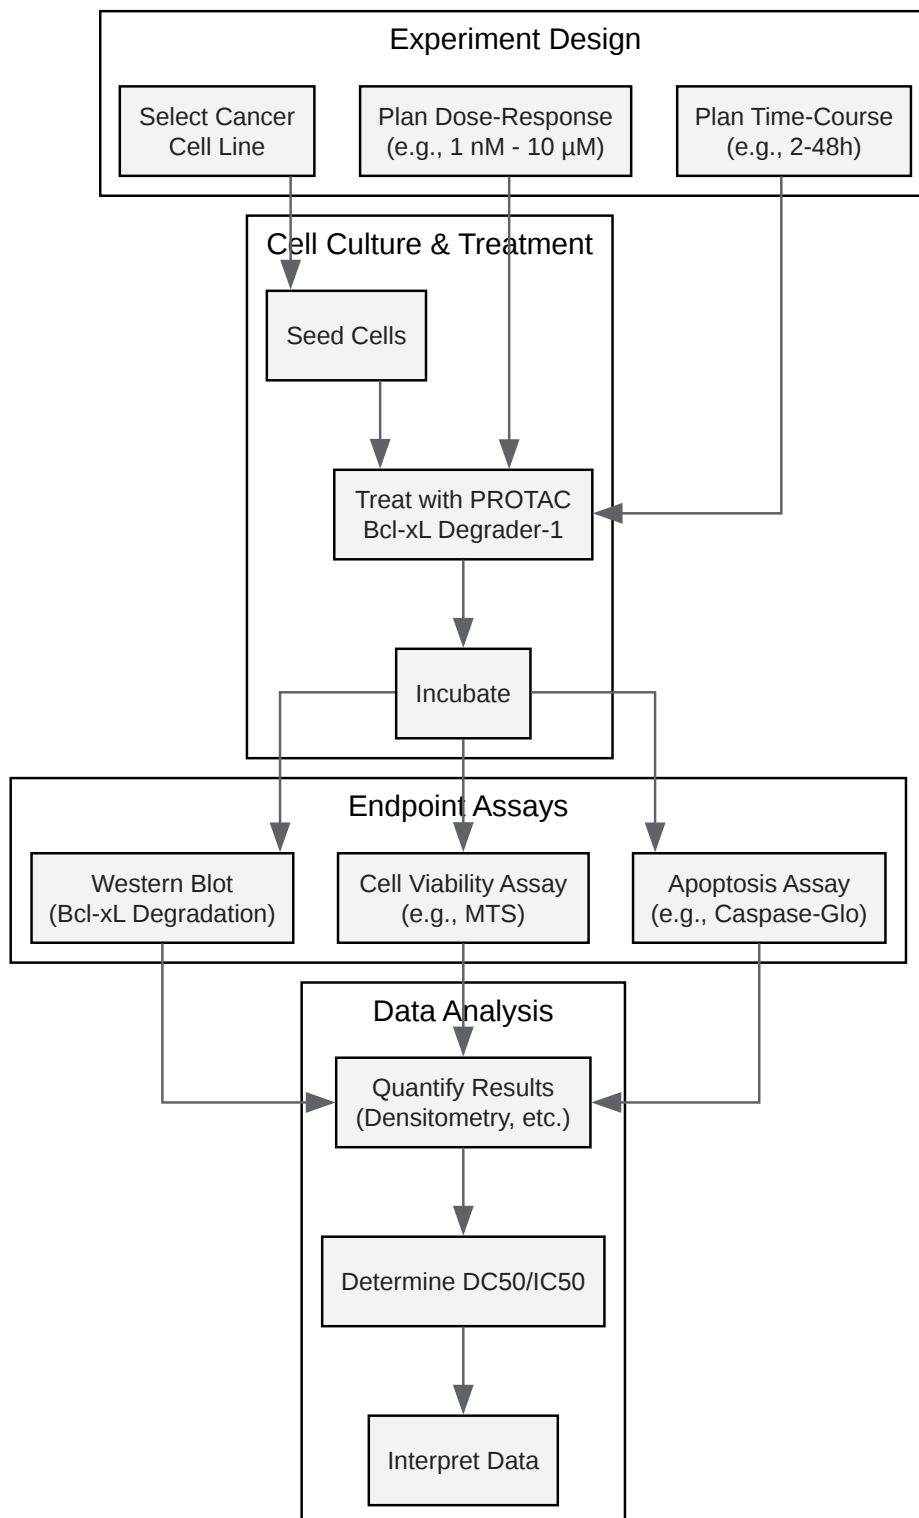 Experiment Design
Select Cancer
Cell Line
Plan Dose-Response
(e.g., 1 nM - 10 µM)
Plan Time-Course
(e.g., 2-48h)
Cell Culture & Treatment
Seed Cells
Treat with PROTAC
Bcl-xL Degrader-1
Incubate
Endpoint Assays
Western Blot
(Bcl-xL Degradation)
Cell Viability Assay
(e.g., MTS)
Apoptosis Assay
(e.g., Caspase-Glo)
Data Analysis
Quantify Results
(Densitometry, etc.)
Determine DC50/IC50
Interpret Data